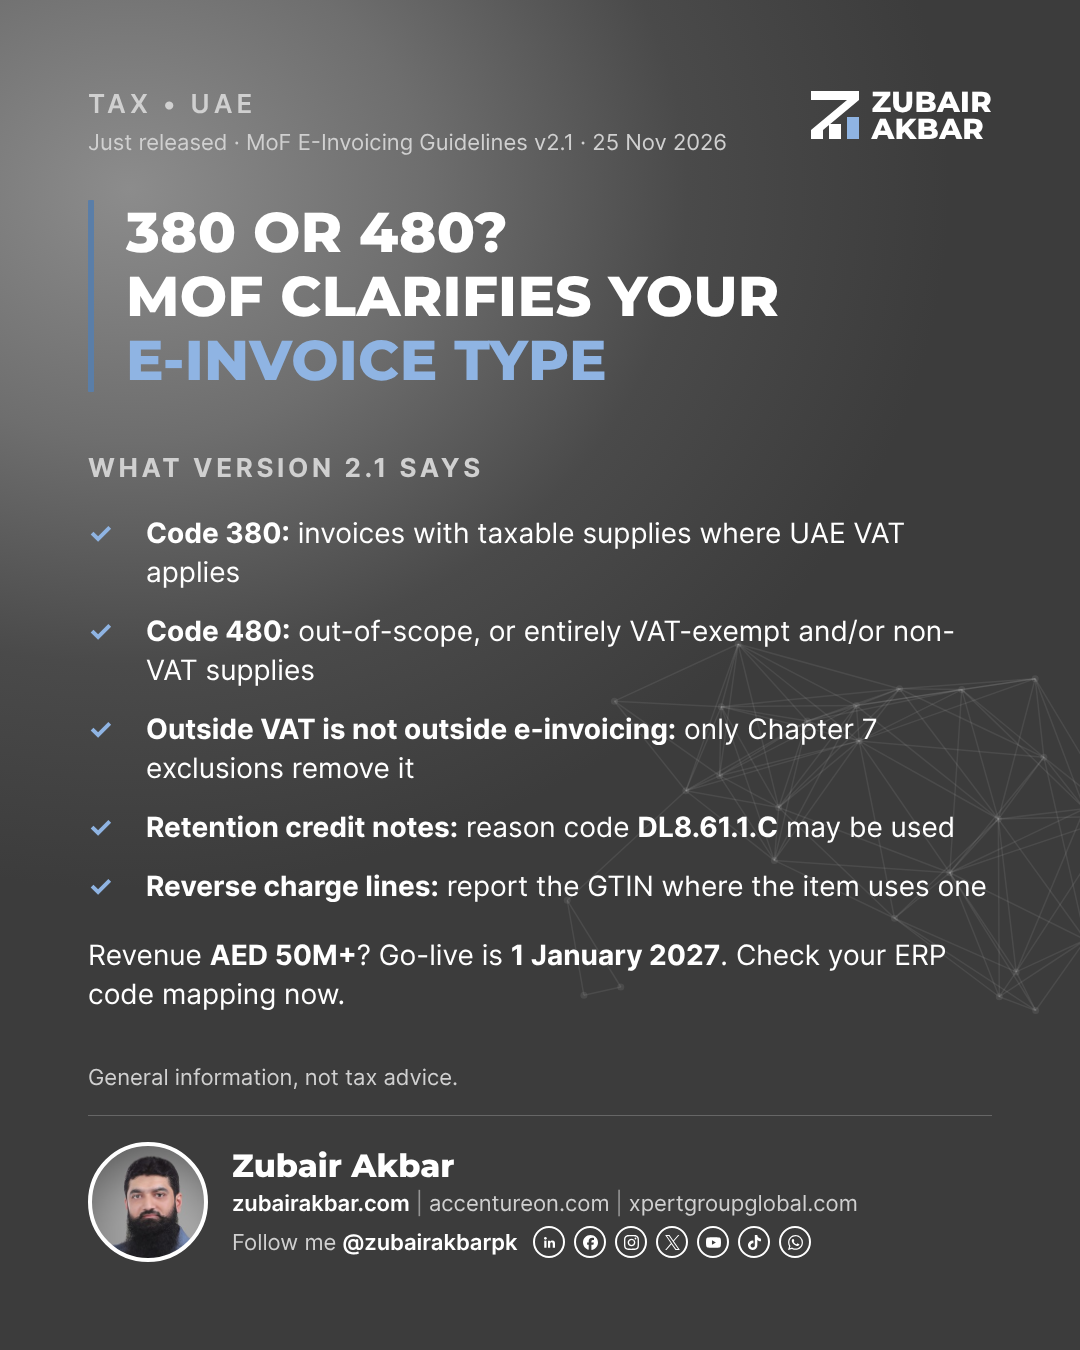 TAX • UAE
Just released · MoF E-Invoicing Guidelines v2.1 · 25 Nov 2026
ZUBAIR
AKBAR
380 OR 480?
MOF CLARIFIES YOUR
E-INVOICE TYPE
WHAT VERSION 2.1 SAYS
Code 380: invoices with taxable supplies where UAE VAT
applies
Code 480: out-of-scope, or entirely VAT-exempt and/or non-
VAT supplies
Outside VAT is not outside e-invoicing: only Chapter 7
exclusions remove it
Retention credit notes: reason code DL8.61.1.C may be used
Reverse charge lines: report the GTIN where the item uses one
Revenue AED 50M+? Go-live is 1 January 2027. Check your ERP
code mapping now.
General information, not tax advice.
Zubair Akbar
zubairakbar.com | accentureon.com | xpertgroupglobal.com
Follow me @zubairakbarpk